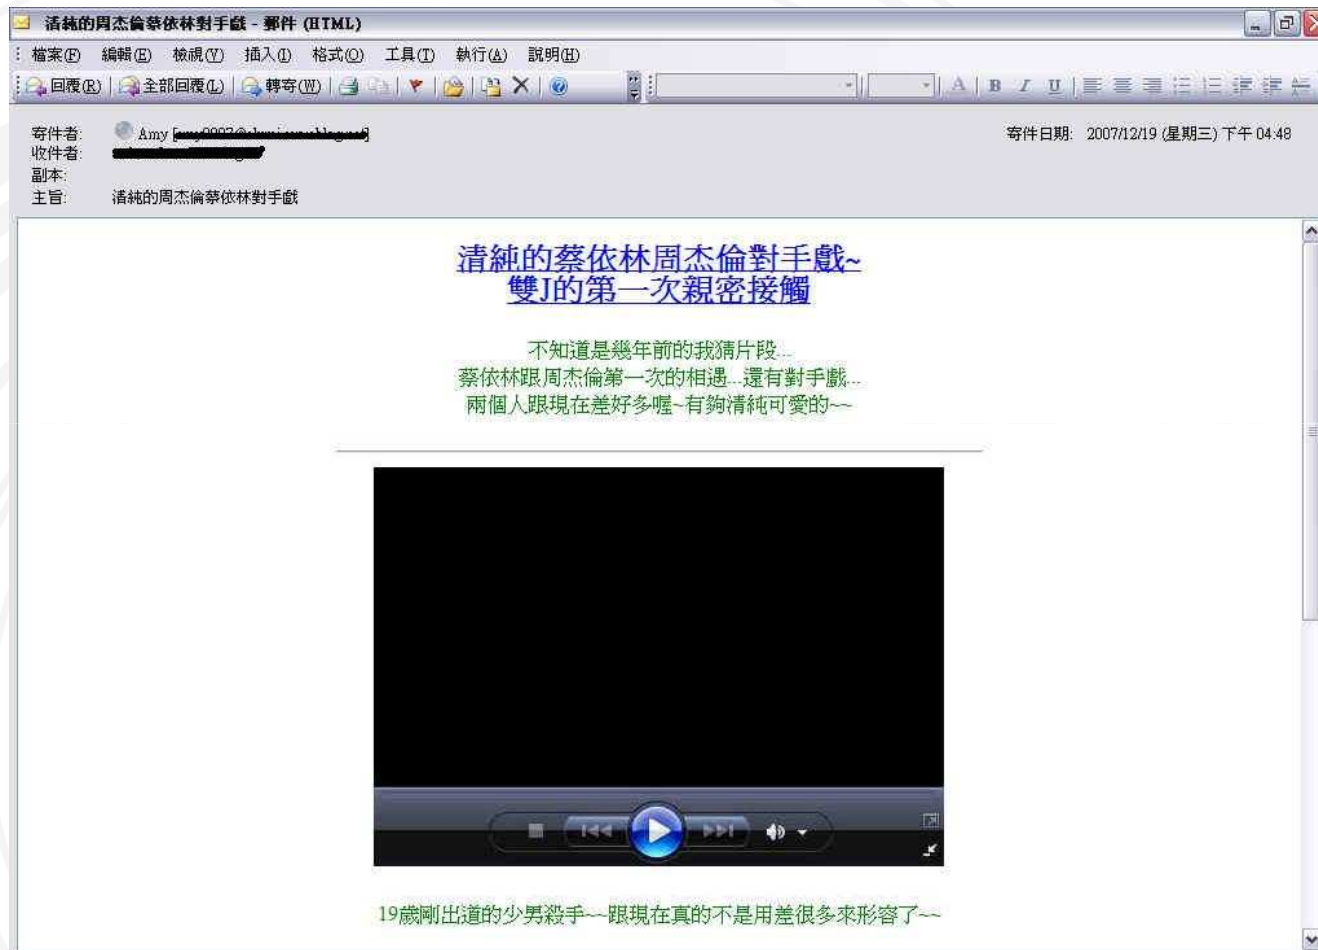 清純的周杰倫蔡依林對手戲 - 郵件 (HTML)
檔案(F) 編輯(E) 檢視(V) 插入(I) 格式(O) 工具(T) 執行(A) 說明(H)
回覆(R) 全部回覆(L) 轉寄(W) A B I U
寄件者: Amy 寄件日期: 2007/12/19 (星期三) 下午 04:48
收件者:
副本:
主旨: 清純的周杰倫蔡依林對手戲
清純的蔡依林周杰倫對手戲~
雙J的第一次親密接觸
不知道是幾年前的我猜片段...
蔡依林跟周杰倫第一次的相遇...還有對手戲...
兩個人跟現在差好多喔~有夠清純可愛的~~
19歲剛出道的少男殺手~~跟現在真的不是用差很多來形容了~~